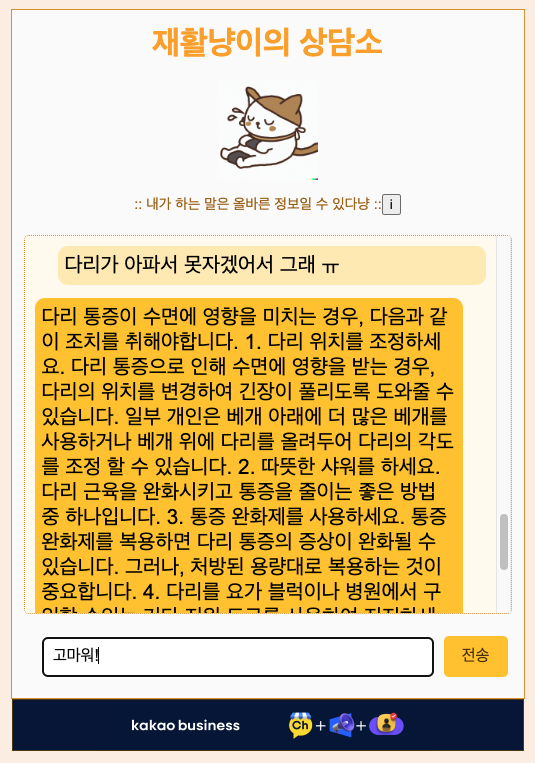 재활냥이의 상담소
:: 내가 하는 말은 올바른 정보일 수 있다냥 :: i
다리가 아파서 못자겠어서 그래 ㅠ
다리 통증이 수면에 영향을 미치는 경우, 다음과 같
이 조치를 취해야합니다. 1. 다리 위치를 조정하세
요. 다리 통증으로 인해 수면에 영향을 받는 경우,
다리의 위치를 변경하여 긴장이 풀리도록 도와줄 수
있습니다. 일부 개인은 베개 아래에 더 많은 베개를
사용하거나 베개 위에 다리를 올려두어 다리의 각도
를 조정 할 수 있습니다. 2. 따뜻한 샤워를 하세요.
다리 근육을 완화시키고 통증을 줄이는 좋은 방법
중 하나입니다. 3. 통증 완화제를 사용하세요. 통증
완화제를 복용하면 다리 통증의 증상이 완화될 수
있습니다. 그러나, 처방된 용량대로 복용하는 것이
중요합니다. 4. 다리를 요가 블럭이나 병원에서 구
고마워!
전송
kakao business Ch + +